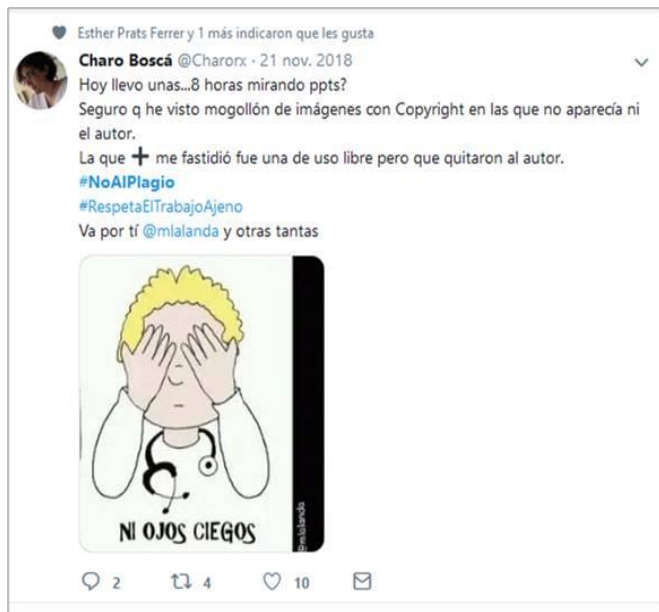 Esther Prats Ferrer y 1 más indicaron que les gusta
Charo Boscá @Charorx · 21 nov. 2018
Hoy llevo unas...8 horas mirando ppts?
Seguro q he visto mogollón de imágenes con Copyright en las que no aparecía ni
el autor.
La que ➕ me fastidió fue una de uso libre pero que quitaron al autor.
#NoAlPlagio
#RespetaElTrabajoAjeno
Va por tí @mlalanda y otras tantas
NI OJOS CIEGOS
@mlalanda
2 4 10